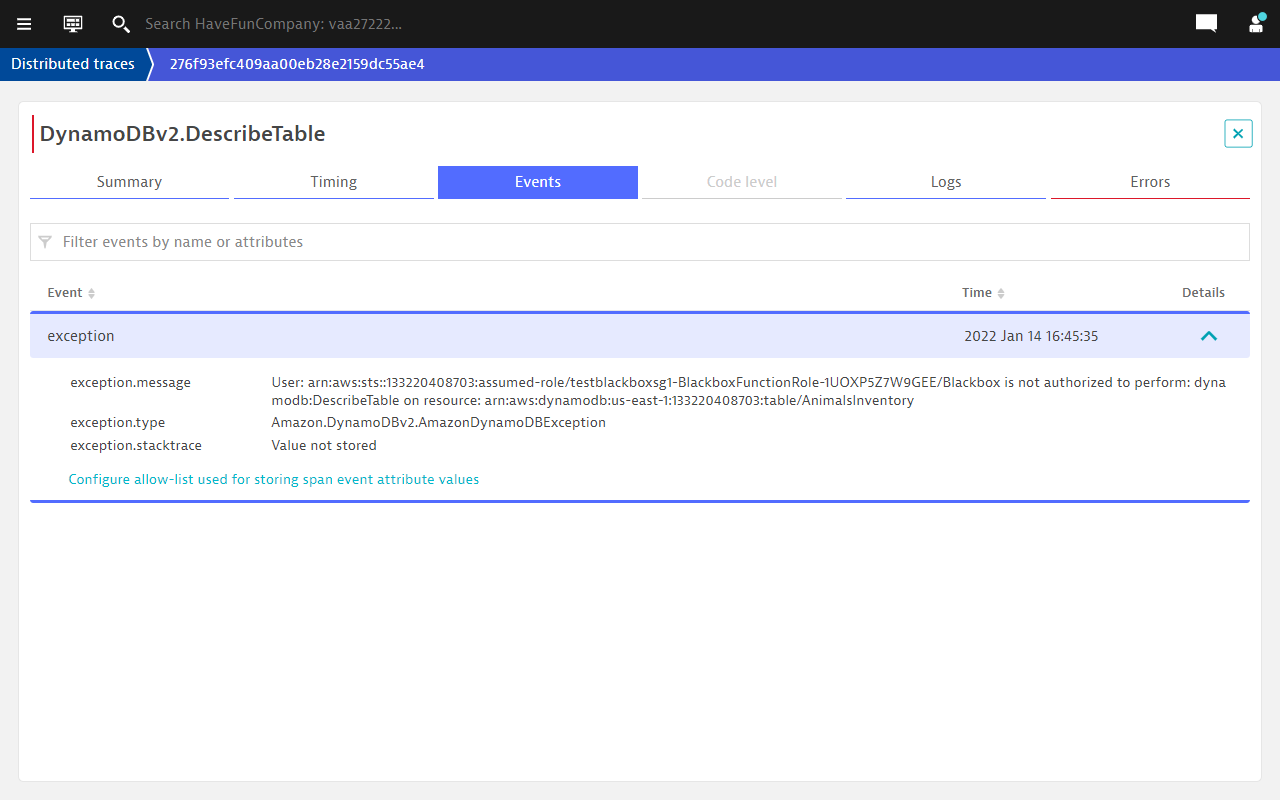 Search HaveFunCompany: vaa27222...
Distributed traces 276f93efc409aa00eb28e2159dc55ae4
DynamoDBv2.DescribeTable
Summary Timing Events Code level Logs Errors
Filter events by name or attributes
Event Time Details
exception 2022 Jan 14 16:45:35
exception.message User: arn:aws:sts::133220408703:assumed-role/testblackboxsg1-BlackboxFunctionRole-1UOXP5Z7W9GEE/Blackbox is not authorized to perform: dyna
modb:DescribeTable on resource: arn:aws:dynamodb:us-east-1:133220408703:table/AnimalsInventory
exception.type Amazon.DynamoDBv2.AmazonDynamoDBException
exception.stacktrace Value not stored
Configure allow-list used for storing span event attribute values